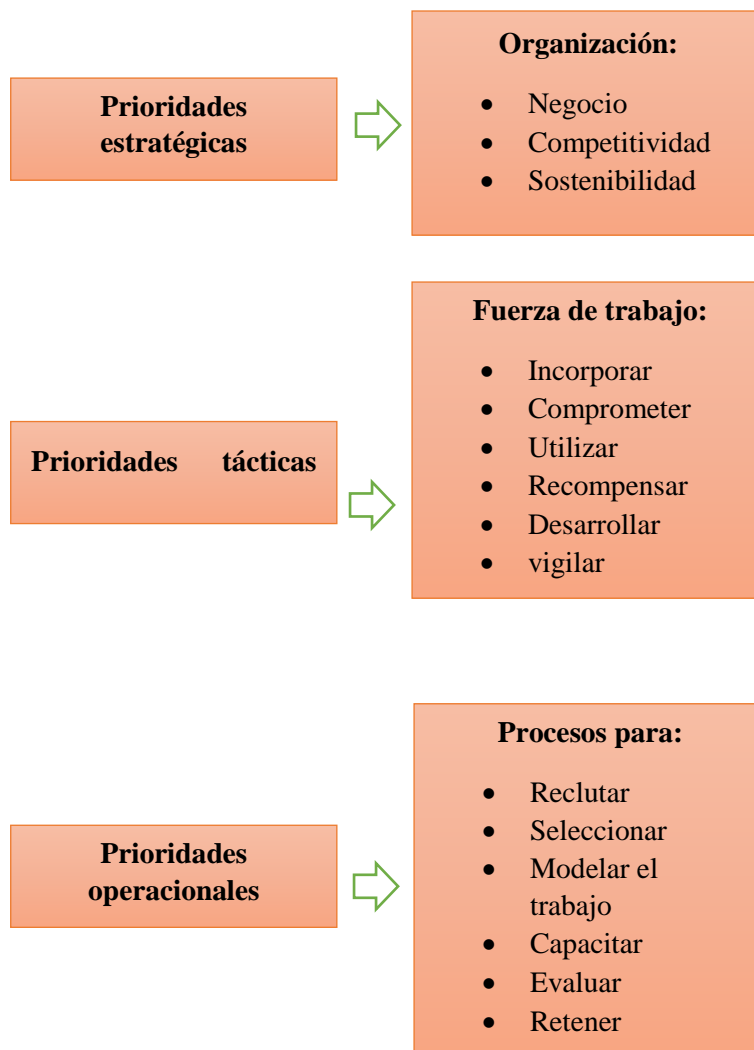 Prioridades
estratégicas
Organización:
• Negocio
• Competitividad
• Sostenibilidad
Prioridades tácticas
Fuerza de trabajo:
• Incorporar
• Comprometer
• Utilizar
• Recompensar
• Desarrollar
• vigilar
Prioridades
operacionales
Procesos para:
• Reclutar
• Seleccionar
• Modelar el
trabajo
• Capacitar
• Evaluar
• Retener